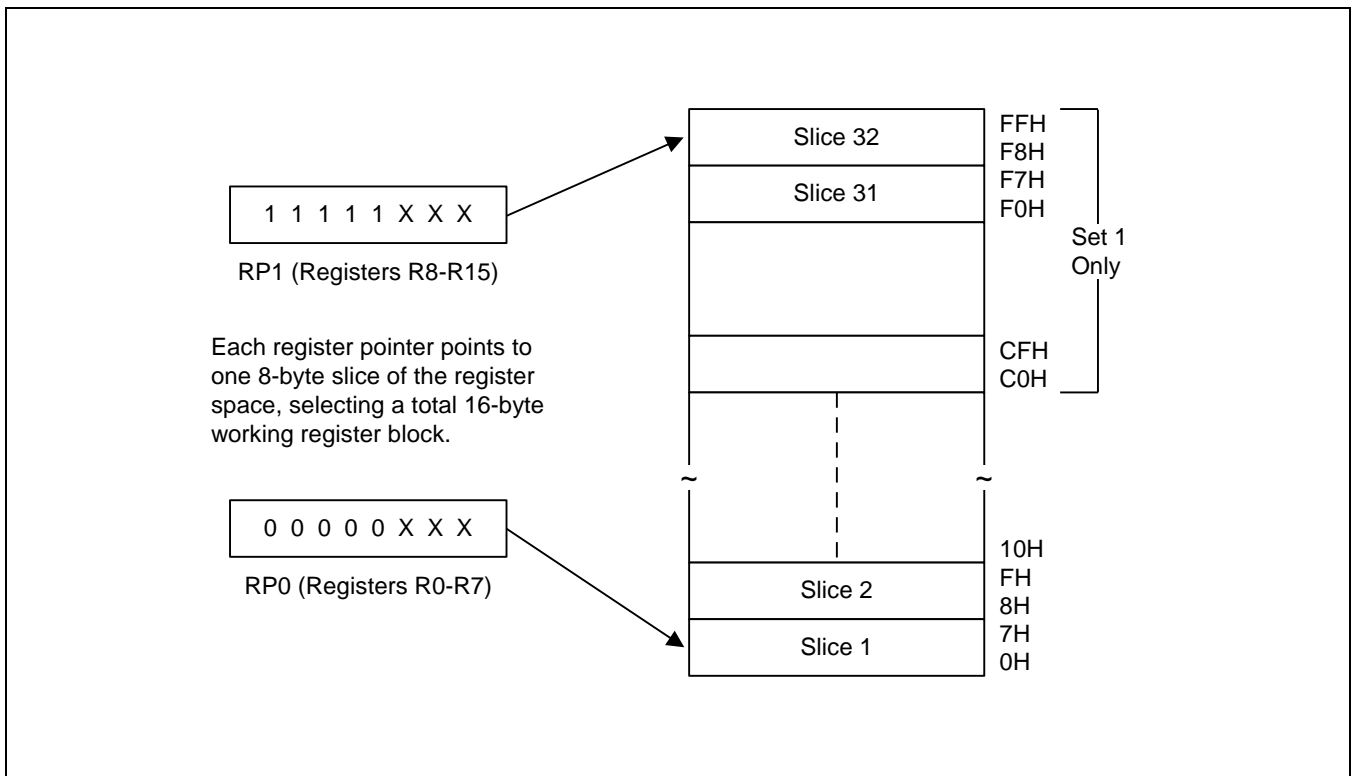 1 1 1 1 1 X X X
RP1 (Registers R8-R15)
Each register pointer points to
one 8-byte slice of the register
space, selecting a total 16-byte
working register block.
0 0 0 0 0 X X X
RP0 (Registers R0-R7)
Slice 32
Slice 31
~ ~
Slice 2
Slice 1
FFH
F8H
F7H
F0H
CFH
C0H
10H
FH
8H
7H
0H
Set 1
Only